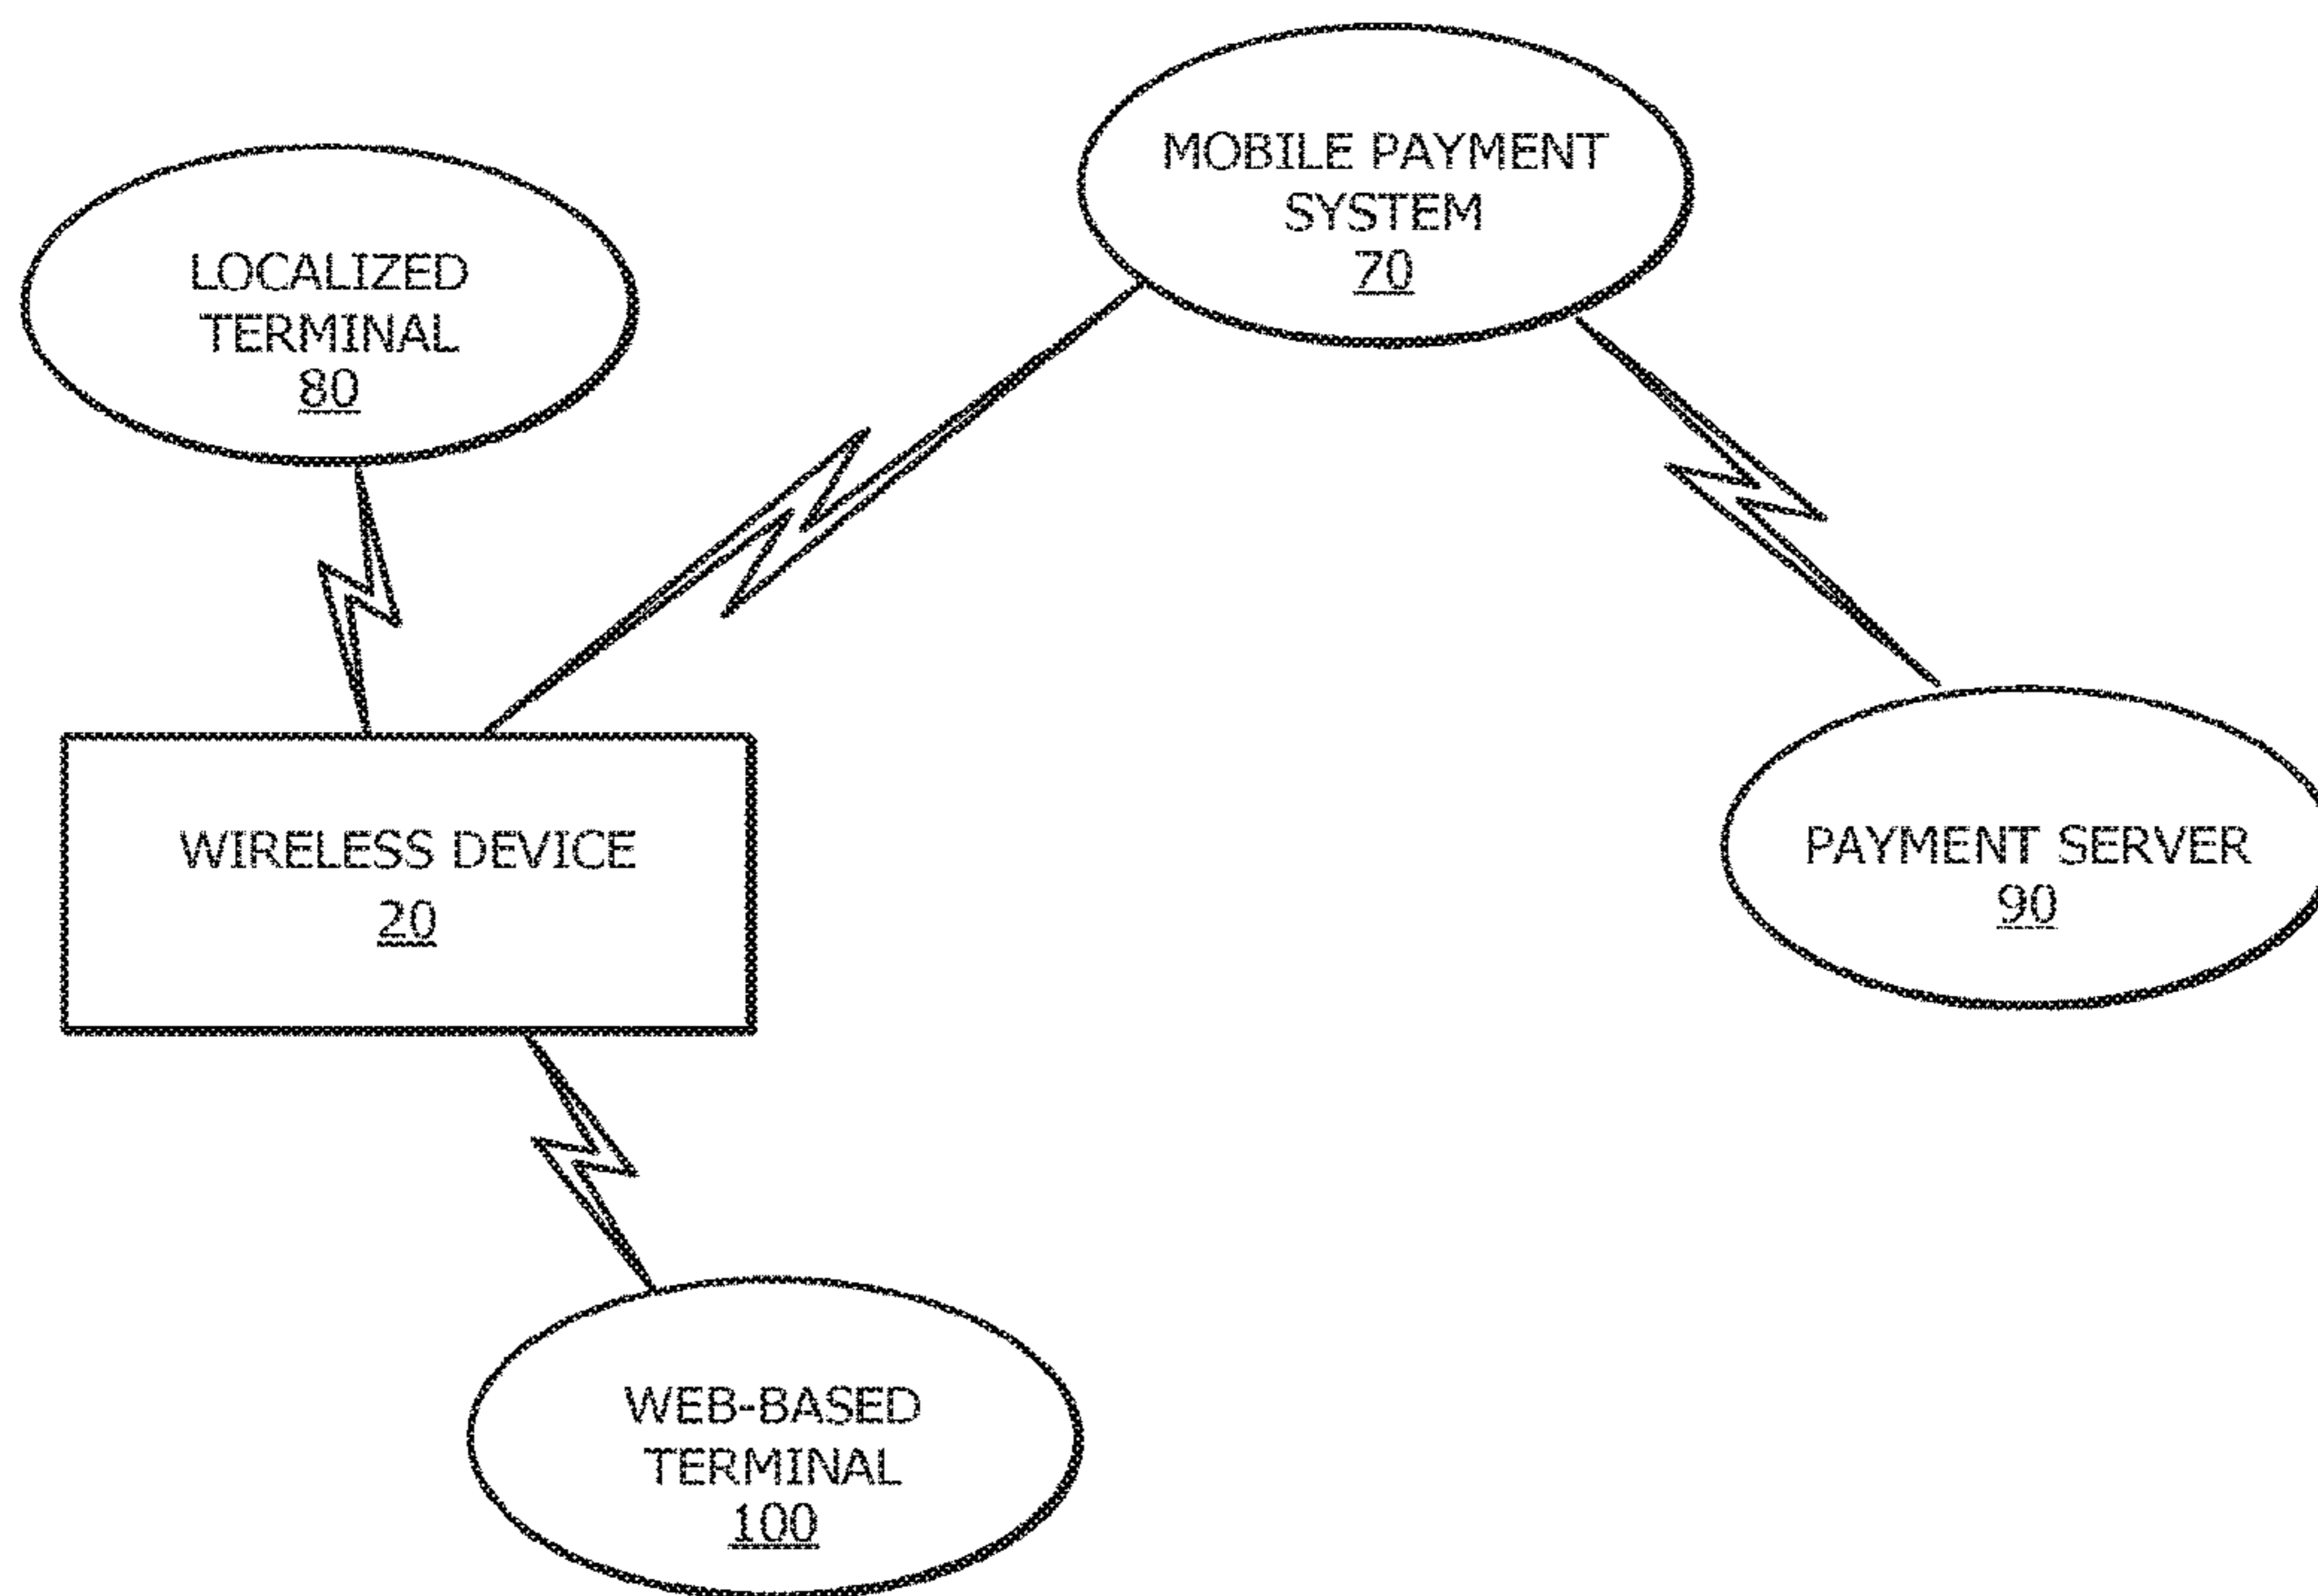 MOBILE PAYMENT
SYSTEM
70
LOCALIZED
TERMINAL
80
WIRELESS DEVICE
20
PAYMENT SERVER
90
WEB-BASED
TERMINAL
100